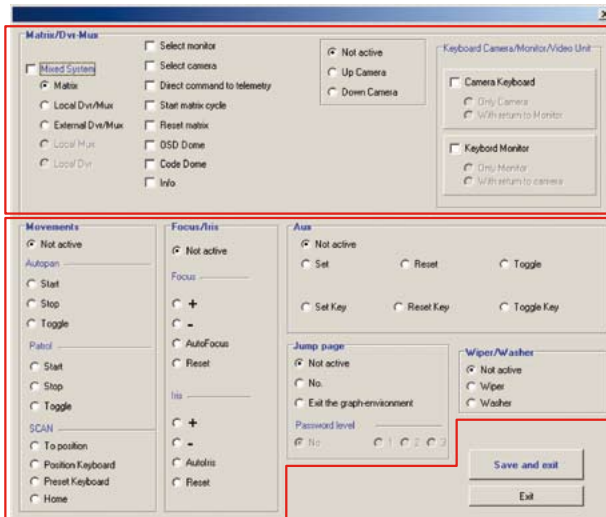 Matrix/Dvr-Mux
Mixed System
Matrix
Local Dvr/Mux
External Dvr/Mux
Local Mux
Local Dvr
Select monitor
Select camera
Direct command to telemetry
Start matrix cycle
Reset matrix
OSD Dome
Code Dome
Info
Not active
Up Camera
Down Camera
Keyboard Camera/Monitor/Video Unit
Camera Keyboard
Only Camera
With return to Monitor
Keybord Monitor
Only Monitor
With return to camera
Movements
Not active
Autopan
Start
Stop
Toggle
Patrol
Start
Stop
Toggle
SCAN
To position
Position Keyboard
Preset Keyboard
Home
Focus/Iris
Not active
Focus
+
-
AutoFocus
Reset
Iris
+
-
AutoIris
Reset
Aux
Not active
Set Reset Toggle
Set Key Reset Key Toggle Key
Jump page
Not active
No.
Exit the graph-environment
Password level
No 1 2 3
Wiper/Washer
Not active
Wiper
Washer
Save and exit
Exit